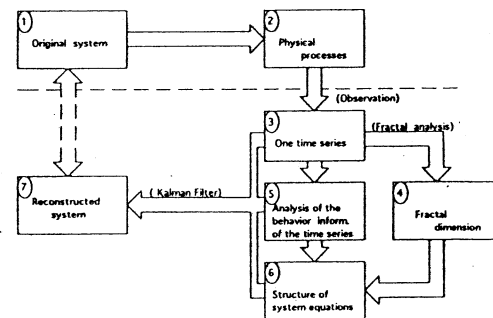 1
Original system
2
Physical
processes
(Observation)
3
One time series
(Fractal analysis)
4
Fractal
dimension
5
Analysis of the
behavior inform.
of the time series
6
Structure of
system equations
7
Reconstructed
system
( Kalman Filter)